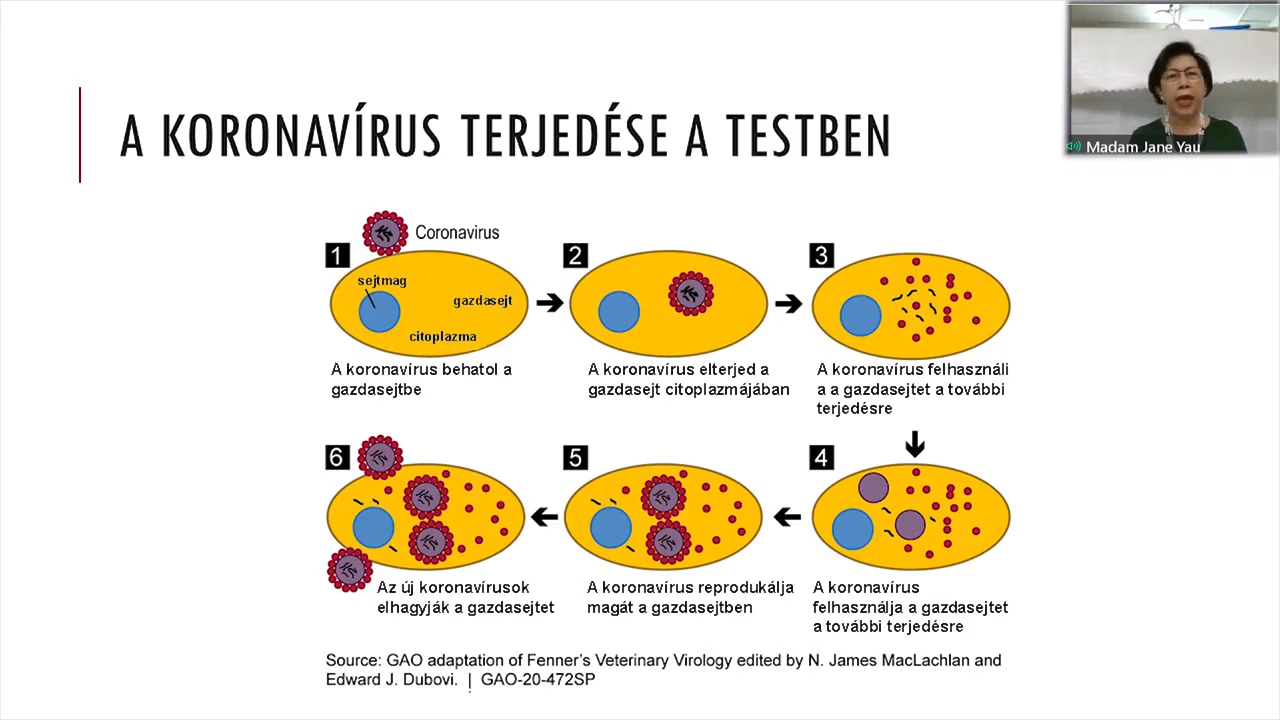 A KORONAVÍRUS TERJEDÉSE A TESTBEN
Madam Jane Yau
Coronavirus
1
sejtmag
gazdasejt
citoplazma
A koronavírus behatol a
gazdasejtbe
2
A koronavírus elterjed a
gazdasejt citoplazmájában
3
A koronavírus felhasználi
a a gazdasejtet a további
terjedésre
4
A koronavírus
felhasználja a gazdasejtet
a további terjedésre
5
A koronavírus reprodukálja
magát a gazdasejtben
6
Az új koronavírusok
elhagyják a gazdasejtet
Source: GAO adaptation of Fenner's Veterinary Virology edited by N. James MacLachlan and
Edward J. Dubovi. | GAO-20-472SP